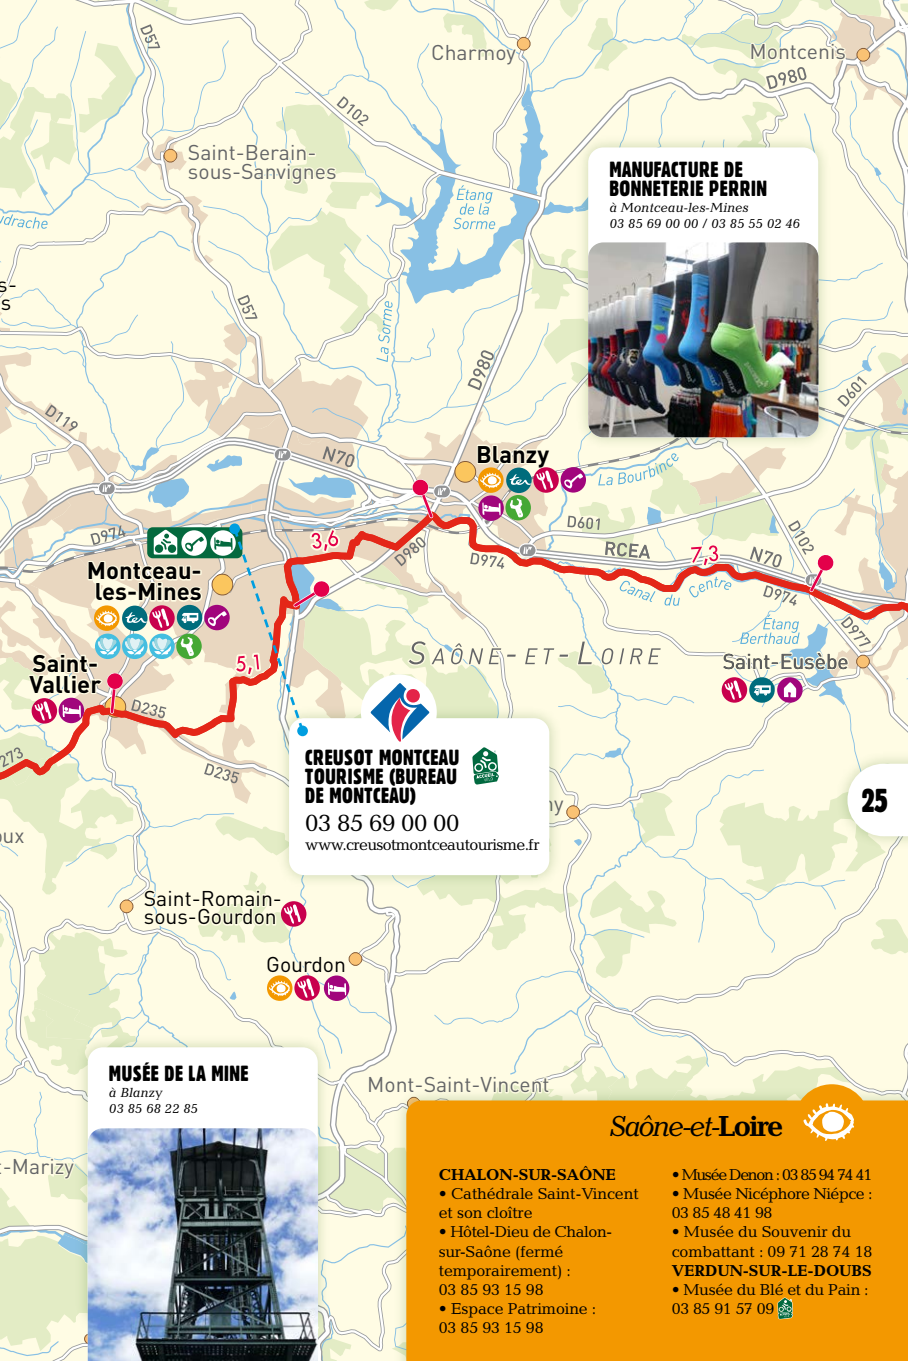 D57
Charmoy
Montcenis
D980
D102
Saint-Berain-
sous-Sanvignes
Étang
de la
Sorme
MANUFACTURE DE
BONNETERIE PERRIN
à Montceau-les-Mines
03 85 69 00 00 / 03 85 55 02 46
s-
s
D57
La Sorme
D980
D601
D119
N70
Blanzy
ter
La Bourbince
D974
3,6
D980
D601
RCEA
D974
7,3
N70
D102
D974
Canal du Centre
D977
Montceau-
les-Mines
ter
Étang
Berthaud
Saint-Eusèbe
SAÔNE-ET-LOIRE
Saint-
Vallier
5,1
D235
D235
273
CREUSOT MONTCEAU
TOURISME (BUREAU
DE MONTCEAU)
ACCUEIL
03 85 69 00 00
www.creusotmontceautourisme.fr
ny
25
oux
Saint-Romain-
sous-Gourdon
Gourdon
MUSÉE DE LA MINE
à Blanzy
03 85 68 22 85
Mont-Saint-Vincent
-Marizy
Saône-et-Loire
CHALON-SUR-SAÔNE
• Cathédrale Saint-Vincent
et son cloître
• Hôtel-Dieu de Chalon-
sur-Saône (fermé
temporairement) :
03 85 93 15 98
• Espace Patrimoine :
03 85 93 15 98
• Musée Denon : 03 85 94 74 41
• Musée Nicéphore Niépce :
03 85 48 41 98
• Musée du Souvenir du
combattant : 09 71 28 74 18
VERDUN-SUR-LE-DOUBS
• Musée du Blé et du Pain :
03 85 91 57 09